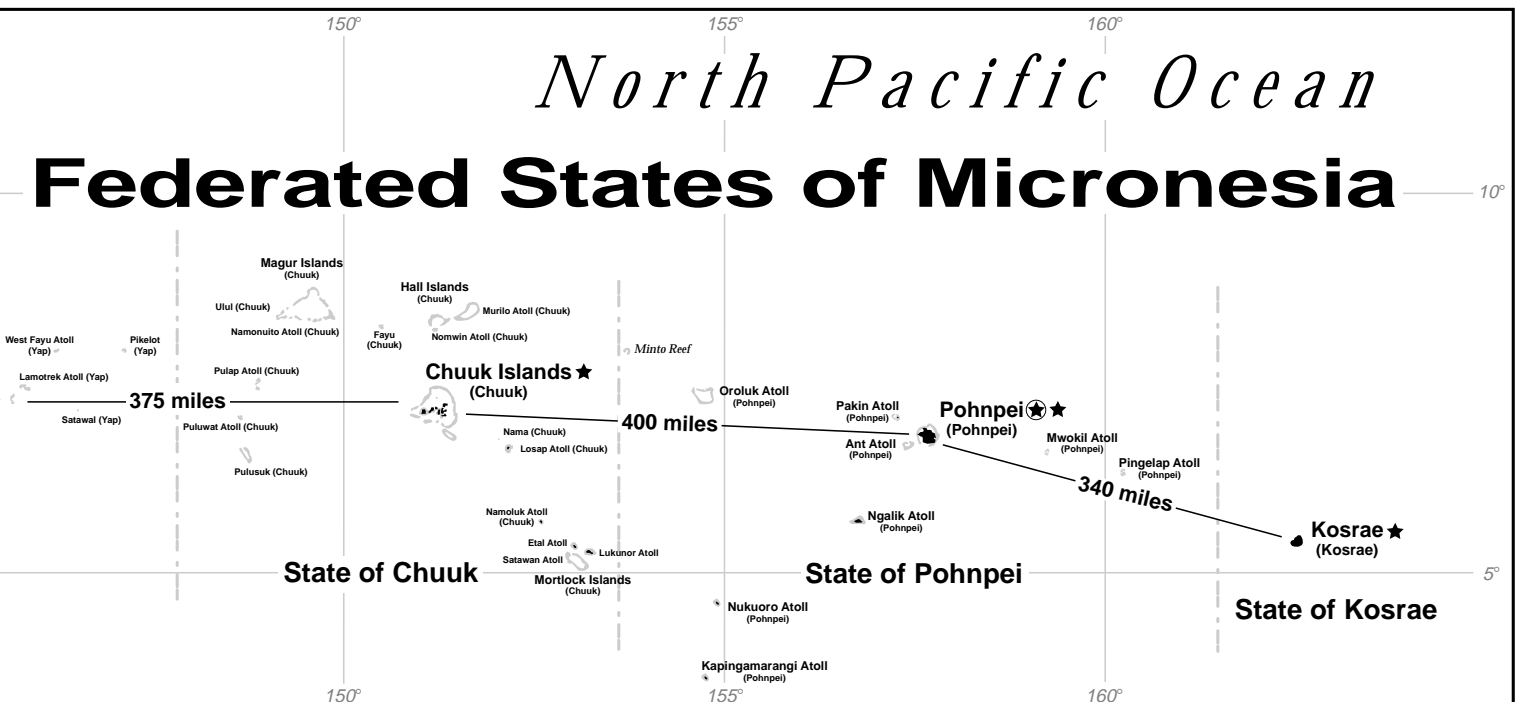 150°
155°
160°
North Pacific Ocean
Federated States of Micronesia
10°
Magur Islands
(Chuuk)
Hall Islands
(Chuuk)
Ulul (Chuuk)
Murilo Atoll (Chuuk)
Namonuito Atoll (Chuuk)
Fayu
(Chuuk)
Nomwin Atoll (Chuuk)
West Fayu Atoll
(Yap)
Pikelot
(Yap)
Minto Reef
Lamotrek Atoll (Yap)
Pulap Atoll (Chuuk)
Chuuk Islands
(Chuuk)
Oroluk Atoll
(Pohnpei)
375 miles
Satawal (Yap)
Puluwat Atoll (Chuuk)
400 miles
Pakin Atoll
(Pohnpei)
Pohnpei
(Pohnpei)
Nama (Chuuk)
Losap Atoll (Chuuk)
Ant Atoll
(Pohnpei)
Mwokil Atoll
(Pohnpei)
Pulusuk (Chuuk)
Pingelap Atoll
(Pohnpei)
340 miles
Namoluk Atoll
(Chuuk)
Ngalik Atoll
(Pohnpei)
Kosrae
(Kosrae)
Etal Atoll
Lukunor Atoll
Satawan Atoll
Mortlock Islands
(Chuuk)
State of Chuuk
State of Pohnpei
5°
State of Kosrae
Nukuoro Atoll
(Pohnpei)
Kapingamarangi Atoll
(Pohnpei)
150°
155°
160°